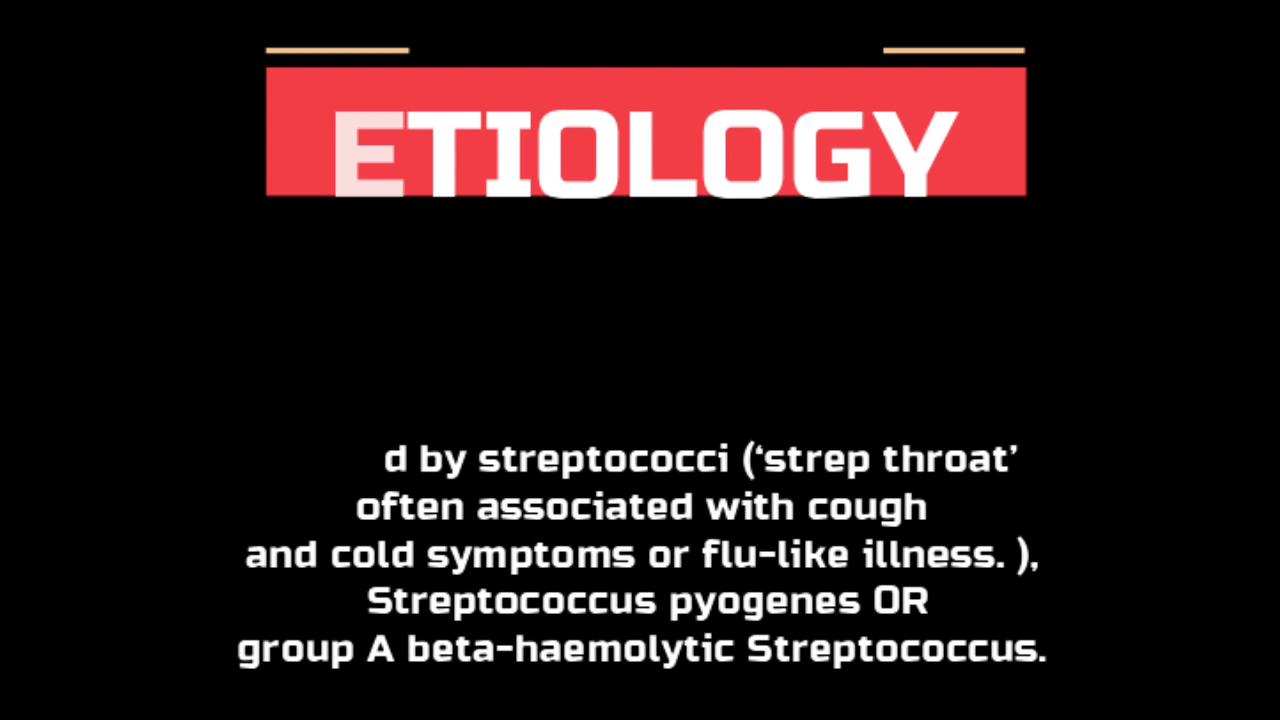 ETIOLOGY
d by streptococci (‘strep throat’
often associated with cough
and cold symptoms or flu-like illness. ),
Streptococcus pyogenes OR
group A beta-haemolytic Streptococcus.